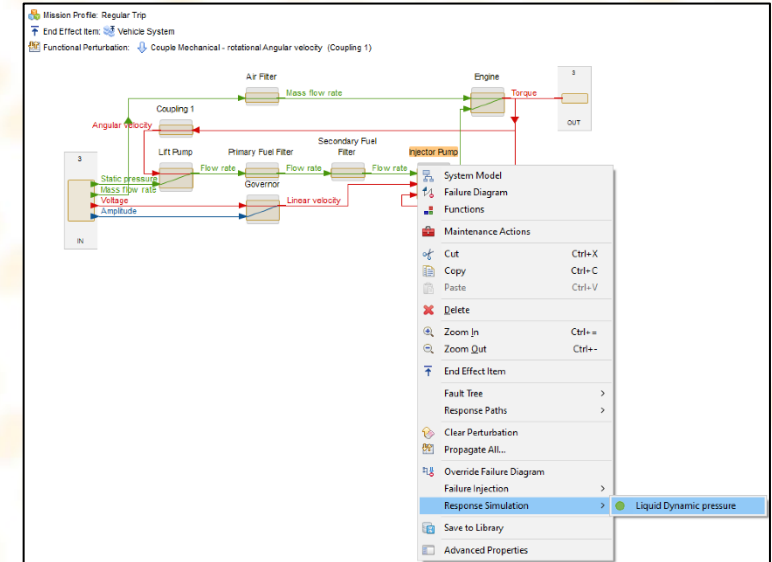 Mission Profile: Regular Trip
End Effect Item: Vehicle System
Functional Perturbation: Couple Mechanical - rotational Angular velocity (Coupling 1)
Air Filter
Mass flow rate
Engine
Torque
3
OUT
Coupling 1
Angular velocity
Lift Pump
Primary Fuel Filter
Secondary Fuel Filter
Injector Pump
Flow rate
Flow rate
Flow rate
3
IN
Static pressure
Mass flow rate
Voltage
Amplitude
Governor
Linear velocity
System Model
Failure Diagram
Functions
Maintenance Actions
Cut Ctrl+X
Copy Ctrl+C
Paste Ctrl+V
Delete
Zoom In Ctrl+=
Zoom Out Ctrl+-
End Effect Item
Fault Tree >
Response Paths >
Clear Perturbation
Propagate All...
Override Failure Diagram
Failure Injection >
Response Simulation > Liquid Dynamic pressure
Save to Library
Advanced Properties